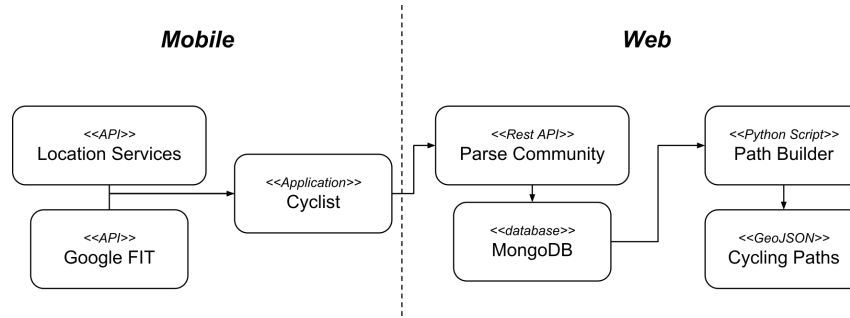 Mobile
Web
<<API>>
Location Services
<<API>>
Google FIT
<<Application>>
Cyclist
<<Rest API>>
Parse Community
<<database>>
MongoDB
<<Python Script>>
Path Builder
<<GeoJSON>>
Cycling Paths